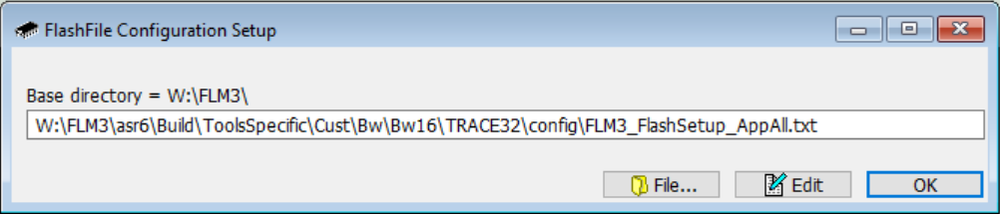 FlashFile Configuration Setup
Base directory = W:\FLM3\
W:\FLM3\asr6\Build\ToolsSpecific\Cust\Bw\Bw16\TRACE32\config\FLM3_FlashSetup_AppAll.txt
File... Edit OK